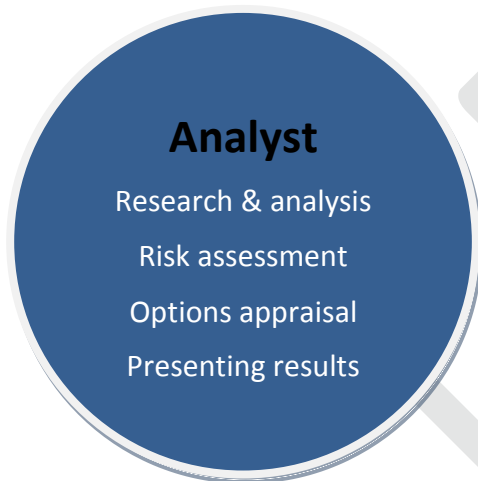 Analyst
Research & analysis
Risk assessment
Options appraisal
Presenting results